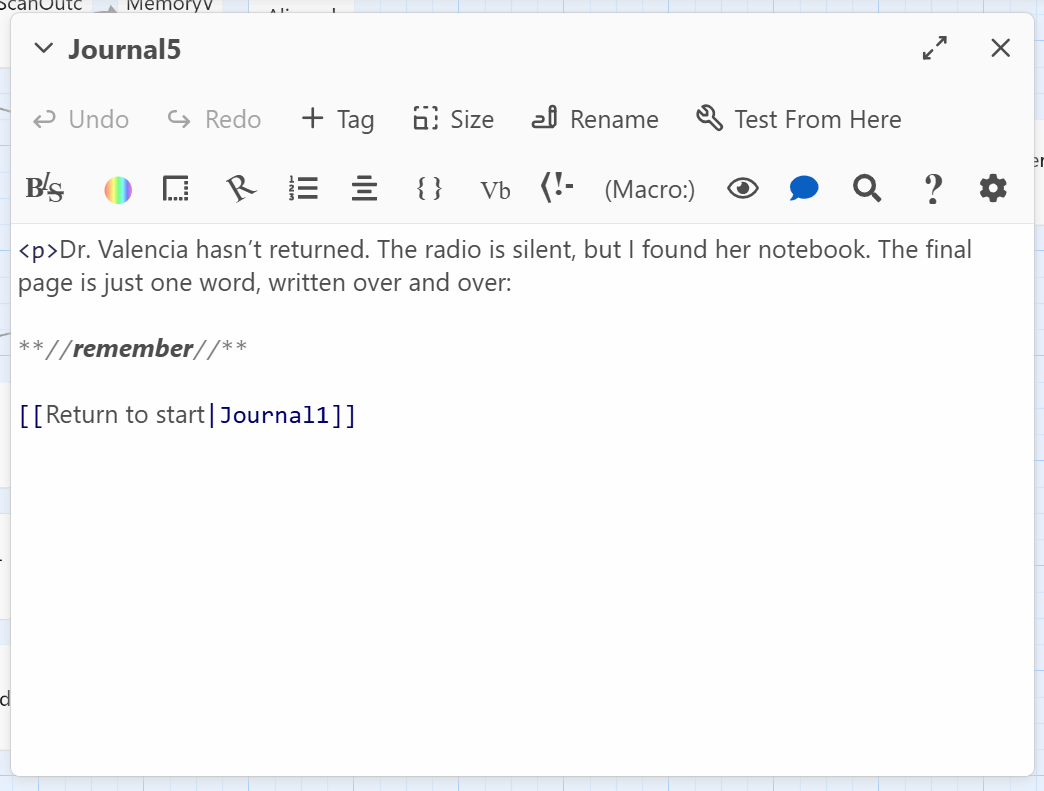 MemoryV
Journal5
Undo Redo + Tag Size Rename Test From Here
BIS { } Vb (!- (Macro:) ?
<p>Dr. Valencia hasn’t returned. The radio is silent, but I found her notebook. The final
page is just one word, written over and over:
**//remember//**
[[Return to start|Journal1]]